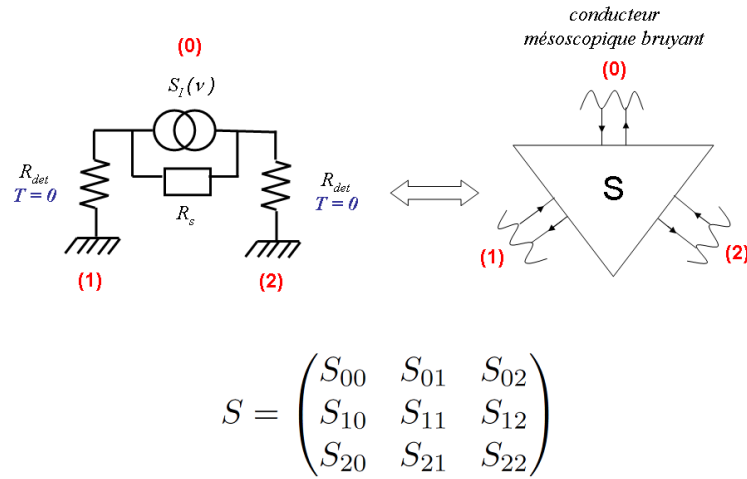 conducteur
mésoscopique bruyant
(0)
(0)
S_I(ν)
R_det
T = 0
R_s
R_det
T = 0
S
(1)
(2)
(1)
(2)
S = ( S_00 S_01 S_02
S_10 S_11 S_12
S_20 S_21 S_22 )